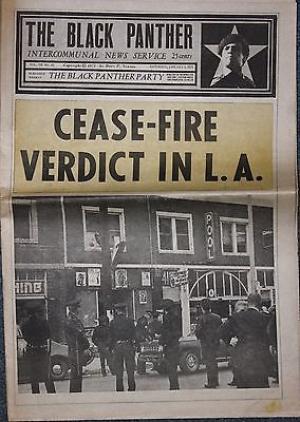 THE BLACK PANTHER
INTERCOMMUNAL NEWS SERVICE 25 cents
THE BLACK PANTHER PARTY
CEASE-FIRE
VERDICT IN L.A.
POOL